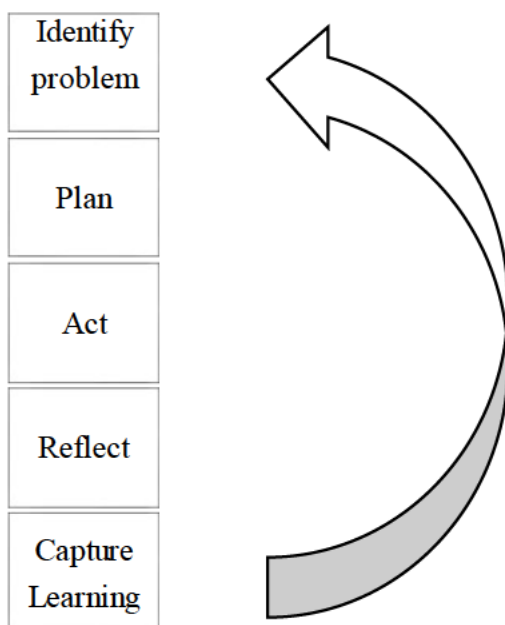 Identify
problem
Plan
Act
Reflect
Capture
Learning